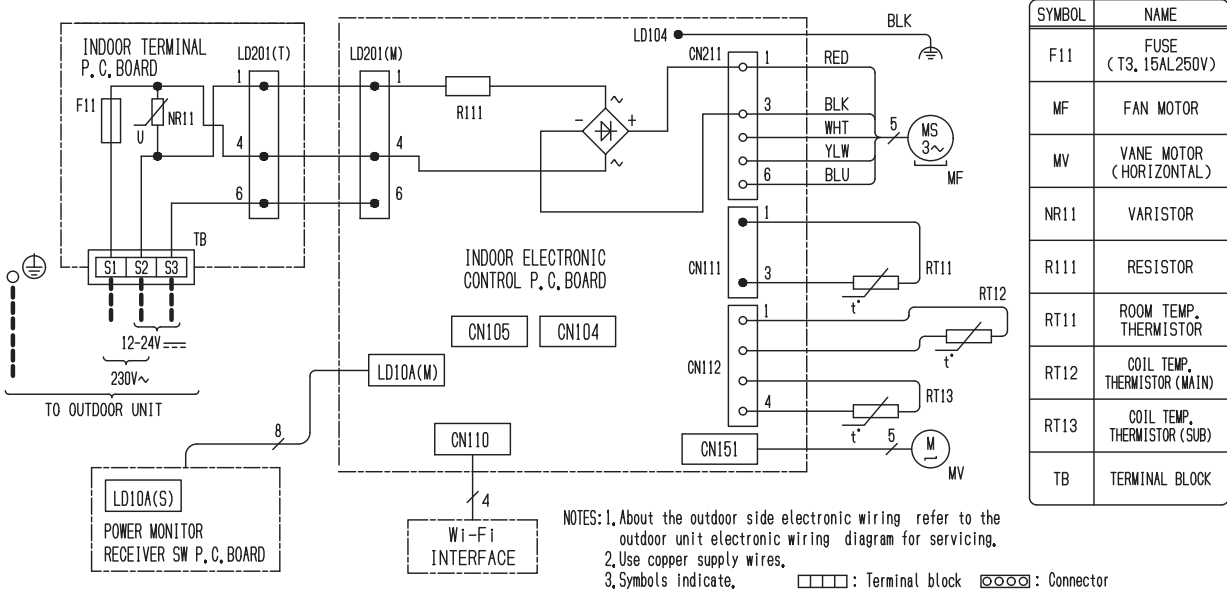 INDOOR TERMINAL
P.C.BOARD
F11
NR11
U
LD201(T)
1
4
6
LD201(M)
1
4
6
R111
~
-
+
~
LD104
BLK
CN211
1
3
6
RED
BLK
WHT
YLW
BLU
5
MS
3~
MF
TB
S1 S2 S3
12-24V
230V~
TO OUTDOOR UNIT
INDOOR ELECTRONIC
CONTROL P.C.BOARD
CN105
CN104
LD10A(M)
8
CN110
4
CN111
1
3
RT11
t°
CN112
1
4
RT12
t°
RT13
t°
CN151
5
M
MV
LD10A(S)
POWER MONITOR
RECEIVER SW P.C.BOARD
Wi-Fi
INTERFACE
NOTES:1.About the outdoor side electronic wiring refer to the
outdoor unit electronic wiring diagram for servicing.
2.Use copper supply wires.
3.Symbols indicate. : Terminal block : Connector
SYMBOL NAME
F11 FUSE
(T3.15AL250V)
MF FAN MOTOR
MV VANE MOTOR
(HORIZONTAL)
NR11 VARISTOR
R111 RESISTOR
RT11 ROOM TEMP.
THERMISTOR
RT12 COIL TEMP.
THERMISTOR(MAIN)
RT13 COIL TEMP.
THERMISTOR(SUB)
TB TERMINAL BLOCK